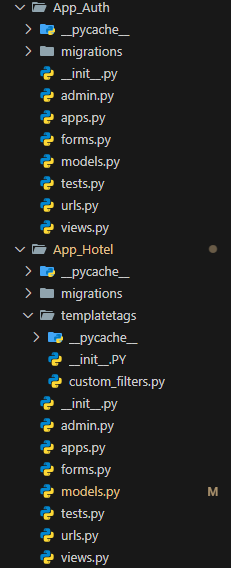 App_Auth
__pycache__
migrations
__init__.py
admin.py
apps.py
forms.py
models.py
tests.py
urls.py
views.py
App_Hotel
__pycache__
migrations
templatetags
__pycache__
__init__.PY
custom_filters.py
__init__.py
admin.py
apps.py
forms.py
models.py M
tests.py
urls.py
views.py